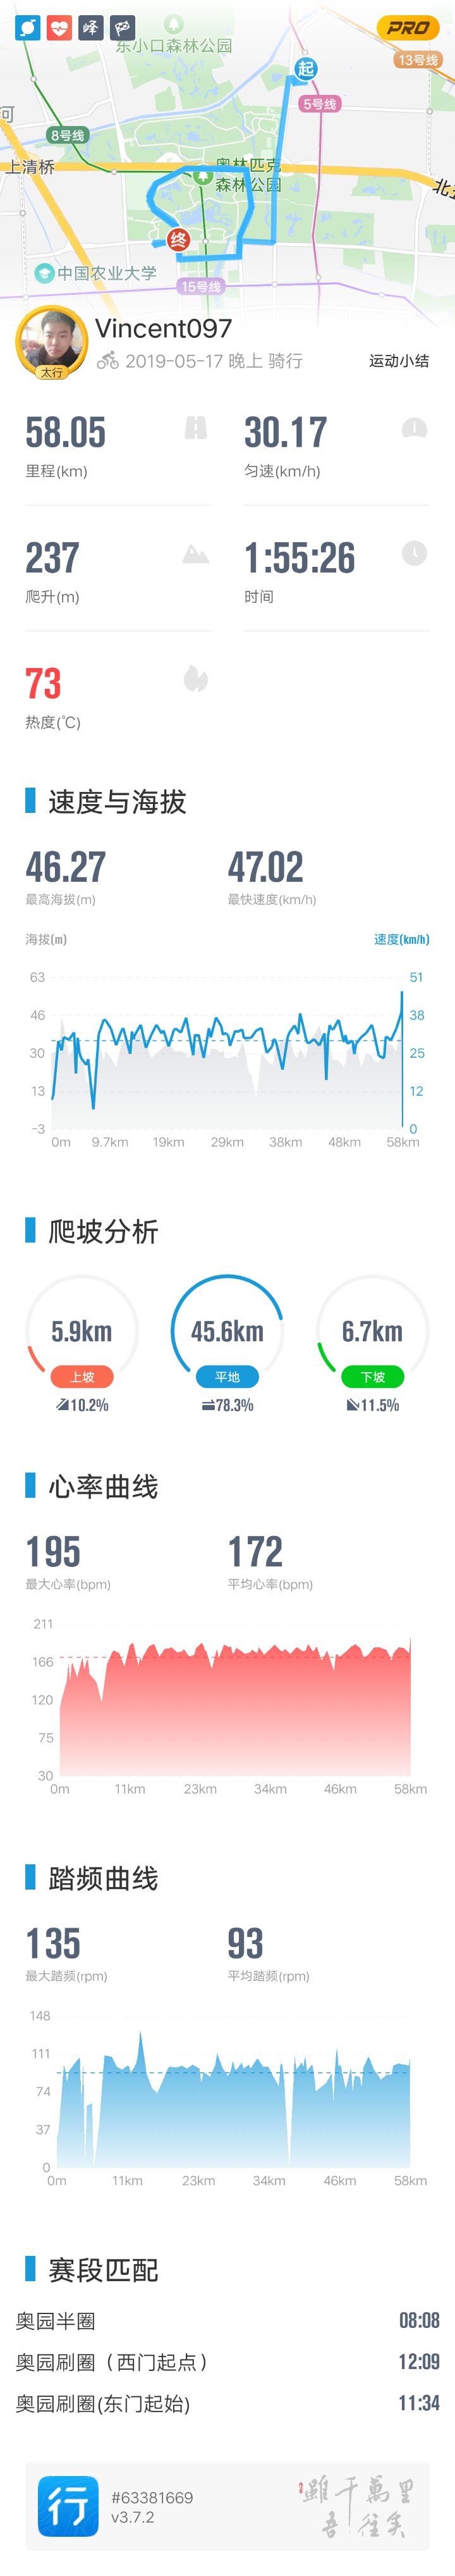 峰
PRO
东小口森林公园
13号线
起
5号线
河
8号线
上清桥
奥林匹克
森林公园
北五
终
中国农业大学
15号线
太行
Vincent097
2019-05-17 晚上 骑行
运动小结
58.05
30.17
里程(km)
匀速(km/h)
237
1:55:26
爬升(m)
时间
73
热度(℃)
速度与海拔
46.27
47.02
最高海拔(m)
最快速度(km/h)
海拔(m)
速度(km/h)
63
51
46
38
30
25
13
12
-3
0
0m 9.7km 19km 29km 38km 48km 58km
爬坡分析
5.9km
45.6km
6.7km
上坡
平地
下坡
10.2%
78.3%
11.5%
心率曲线
195
172
最大心率(bpm)
平均心率(bpm)
211
166
120
75
30
0m 11km 23km 34km 46km 58km
踏频曲线
135
93
最大踏频(rpm)
平均踏频(rpm)
148
111
74
37
0
0m 11km 23km 34km 46km 58km
赛段匹配
奥园半圈 08:08
奥园刷圈（西门起点） 12:09
奥园刷圈(东门起始) 11:34
行
#63381669
v3.7.2
雖千萬里
吾往矣